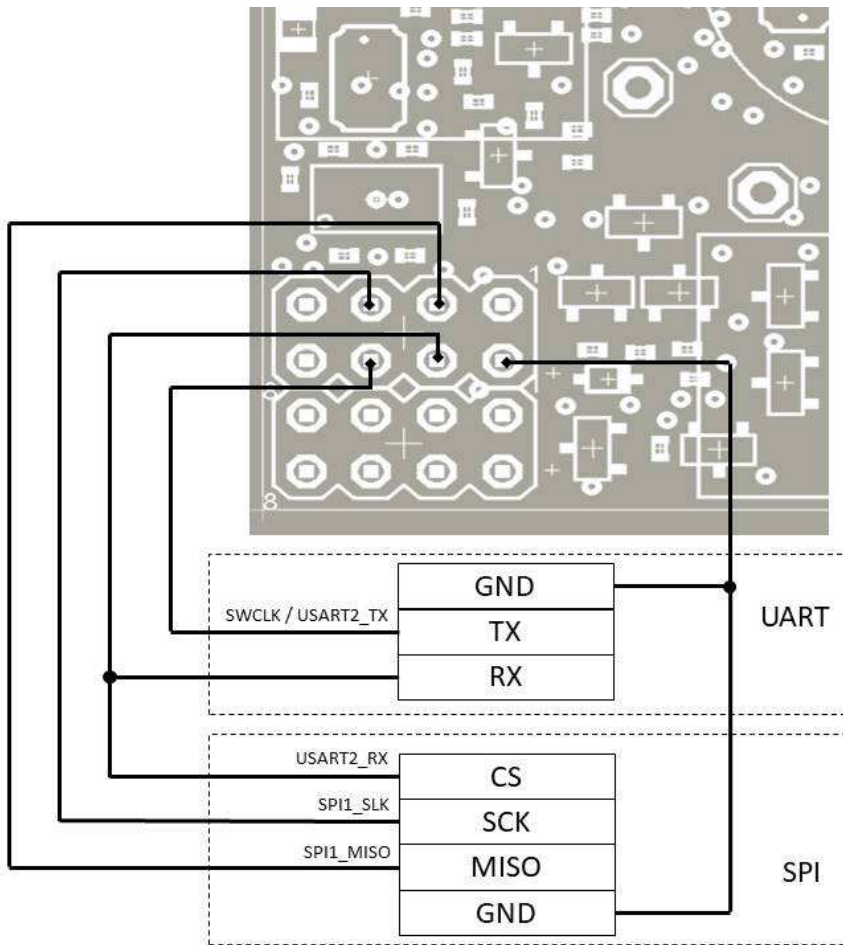 1
8
GND
SWCLK / USART2_TX
TX
UART
RX
USART2_RX
CS
SPI1_SLK
SCK
SPI1_MISO
MISO
SPI
GND